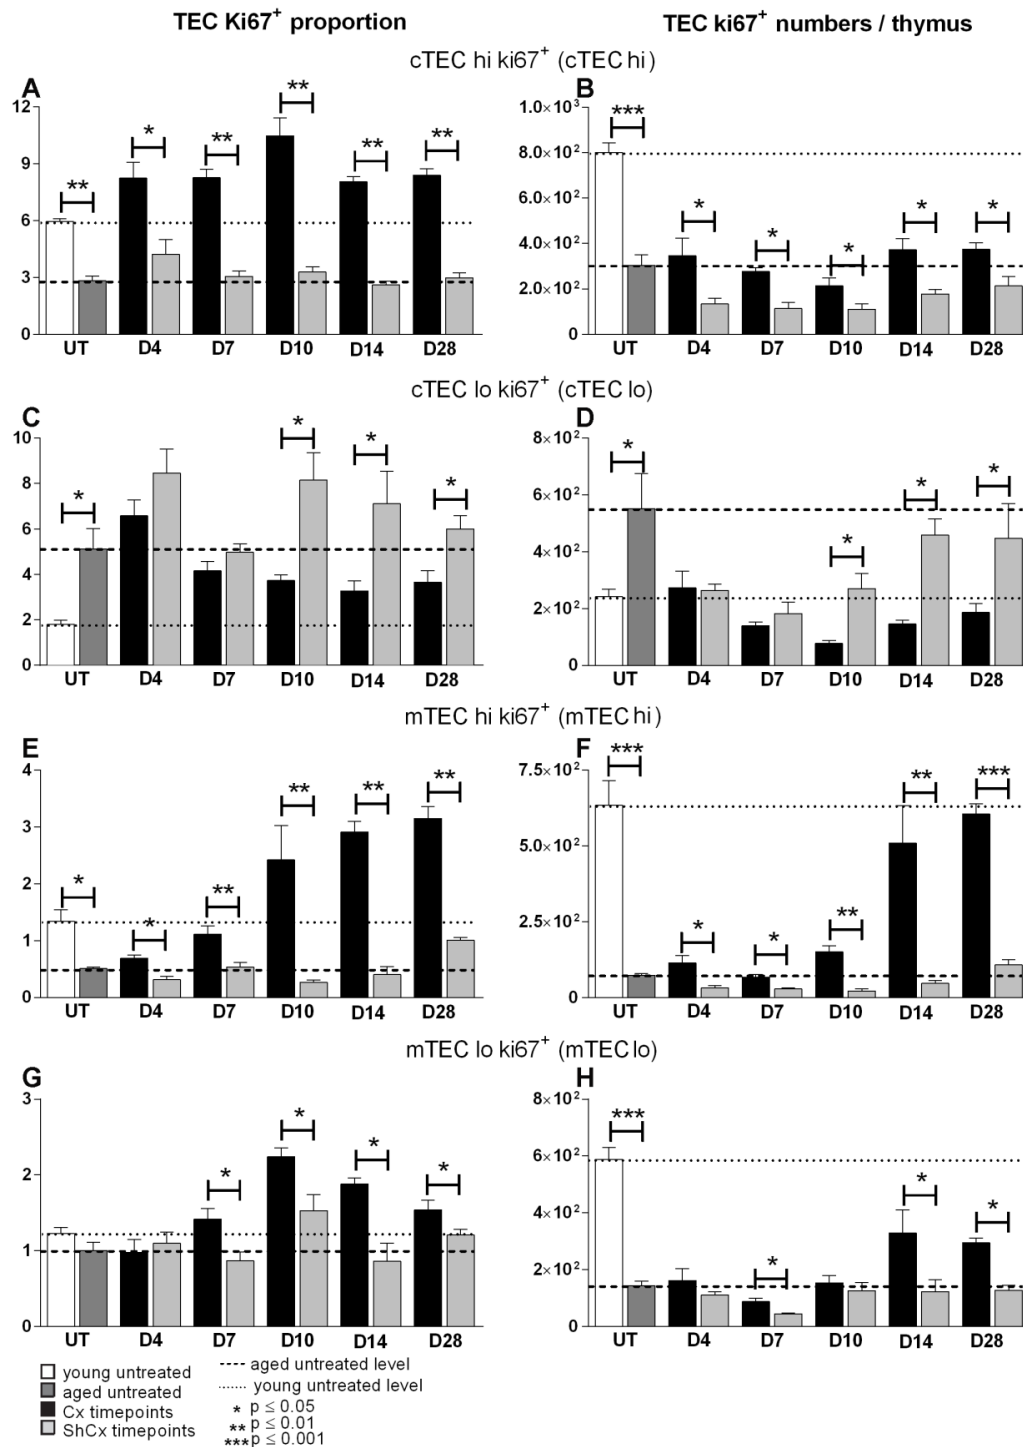 TEC Ki67⁺ proportion
TEC ki67⁺ numbers / thymus
cTEC hi ki67⁺ (cTEC hi)
A
12
9
6
3
0
** * ** ** ** **
UT D4 D7 D10 D14 D28
B
1.0×10³
8.0×10²
6.0×10²
4.0×10²
2.0×10²
0
*** * * * * *
UT D4 D7 D10 D14 D28
cTEC lo ki67⁺ (cTEC lo)
C
10
8
6
4
2
0
* * * *
UT D4 D7 D10 D14 D28
D
8×10²
6×10²
4×10²
2×10²
0
* * * *
UT D4 D7 D10 D14 D28
mTEC hi ki67⁺ (mTEC hi)
E
4
3
2
1
0
* * ** ** ** **
UT D4 D7 D10 D14 D28
F
7.5×10²
5.0×10²
2.5×10²
0
*** * * ** ** ***
UT D4 D7 D10 D14 D28
mTEC lo ki67⁺ (mTEC lo)
G
3
2
1
0
* * * *
UT D4 D7 D10 D14 D28
H
8×10²
6×10²
4×10²
2×10²
0
*** * * *
UT D4 D7 D10 D14 D28
young untreated
aged untreated
Cx timepoints
ShCx timepoints
aged untreated level
young untreated level
* p ≤ 0.05
** p ≤ 0.01
*** p ≤ 0.001